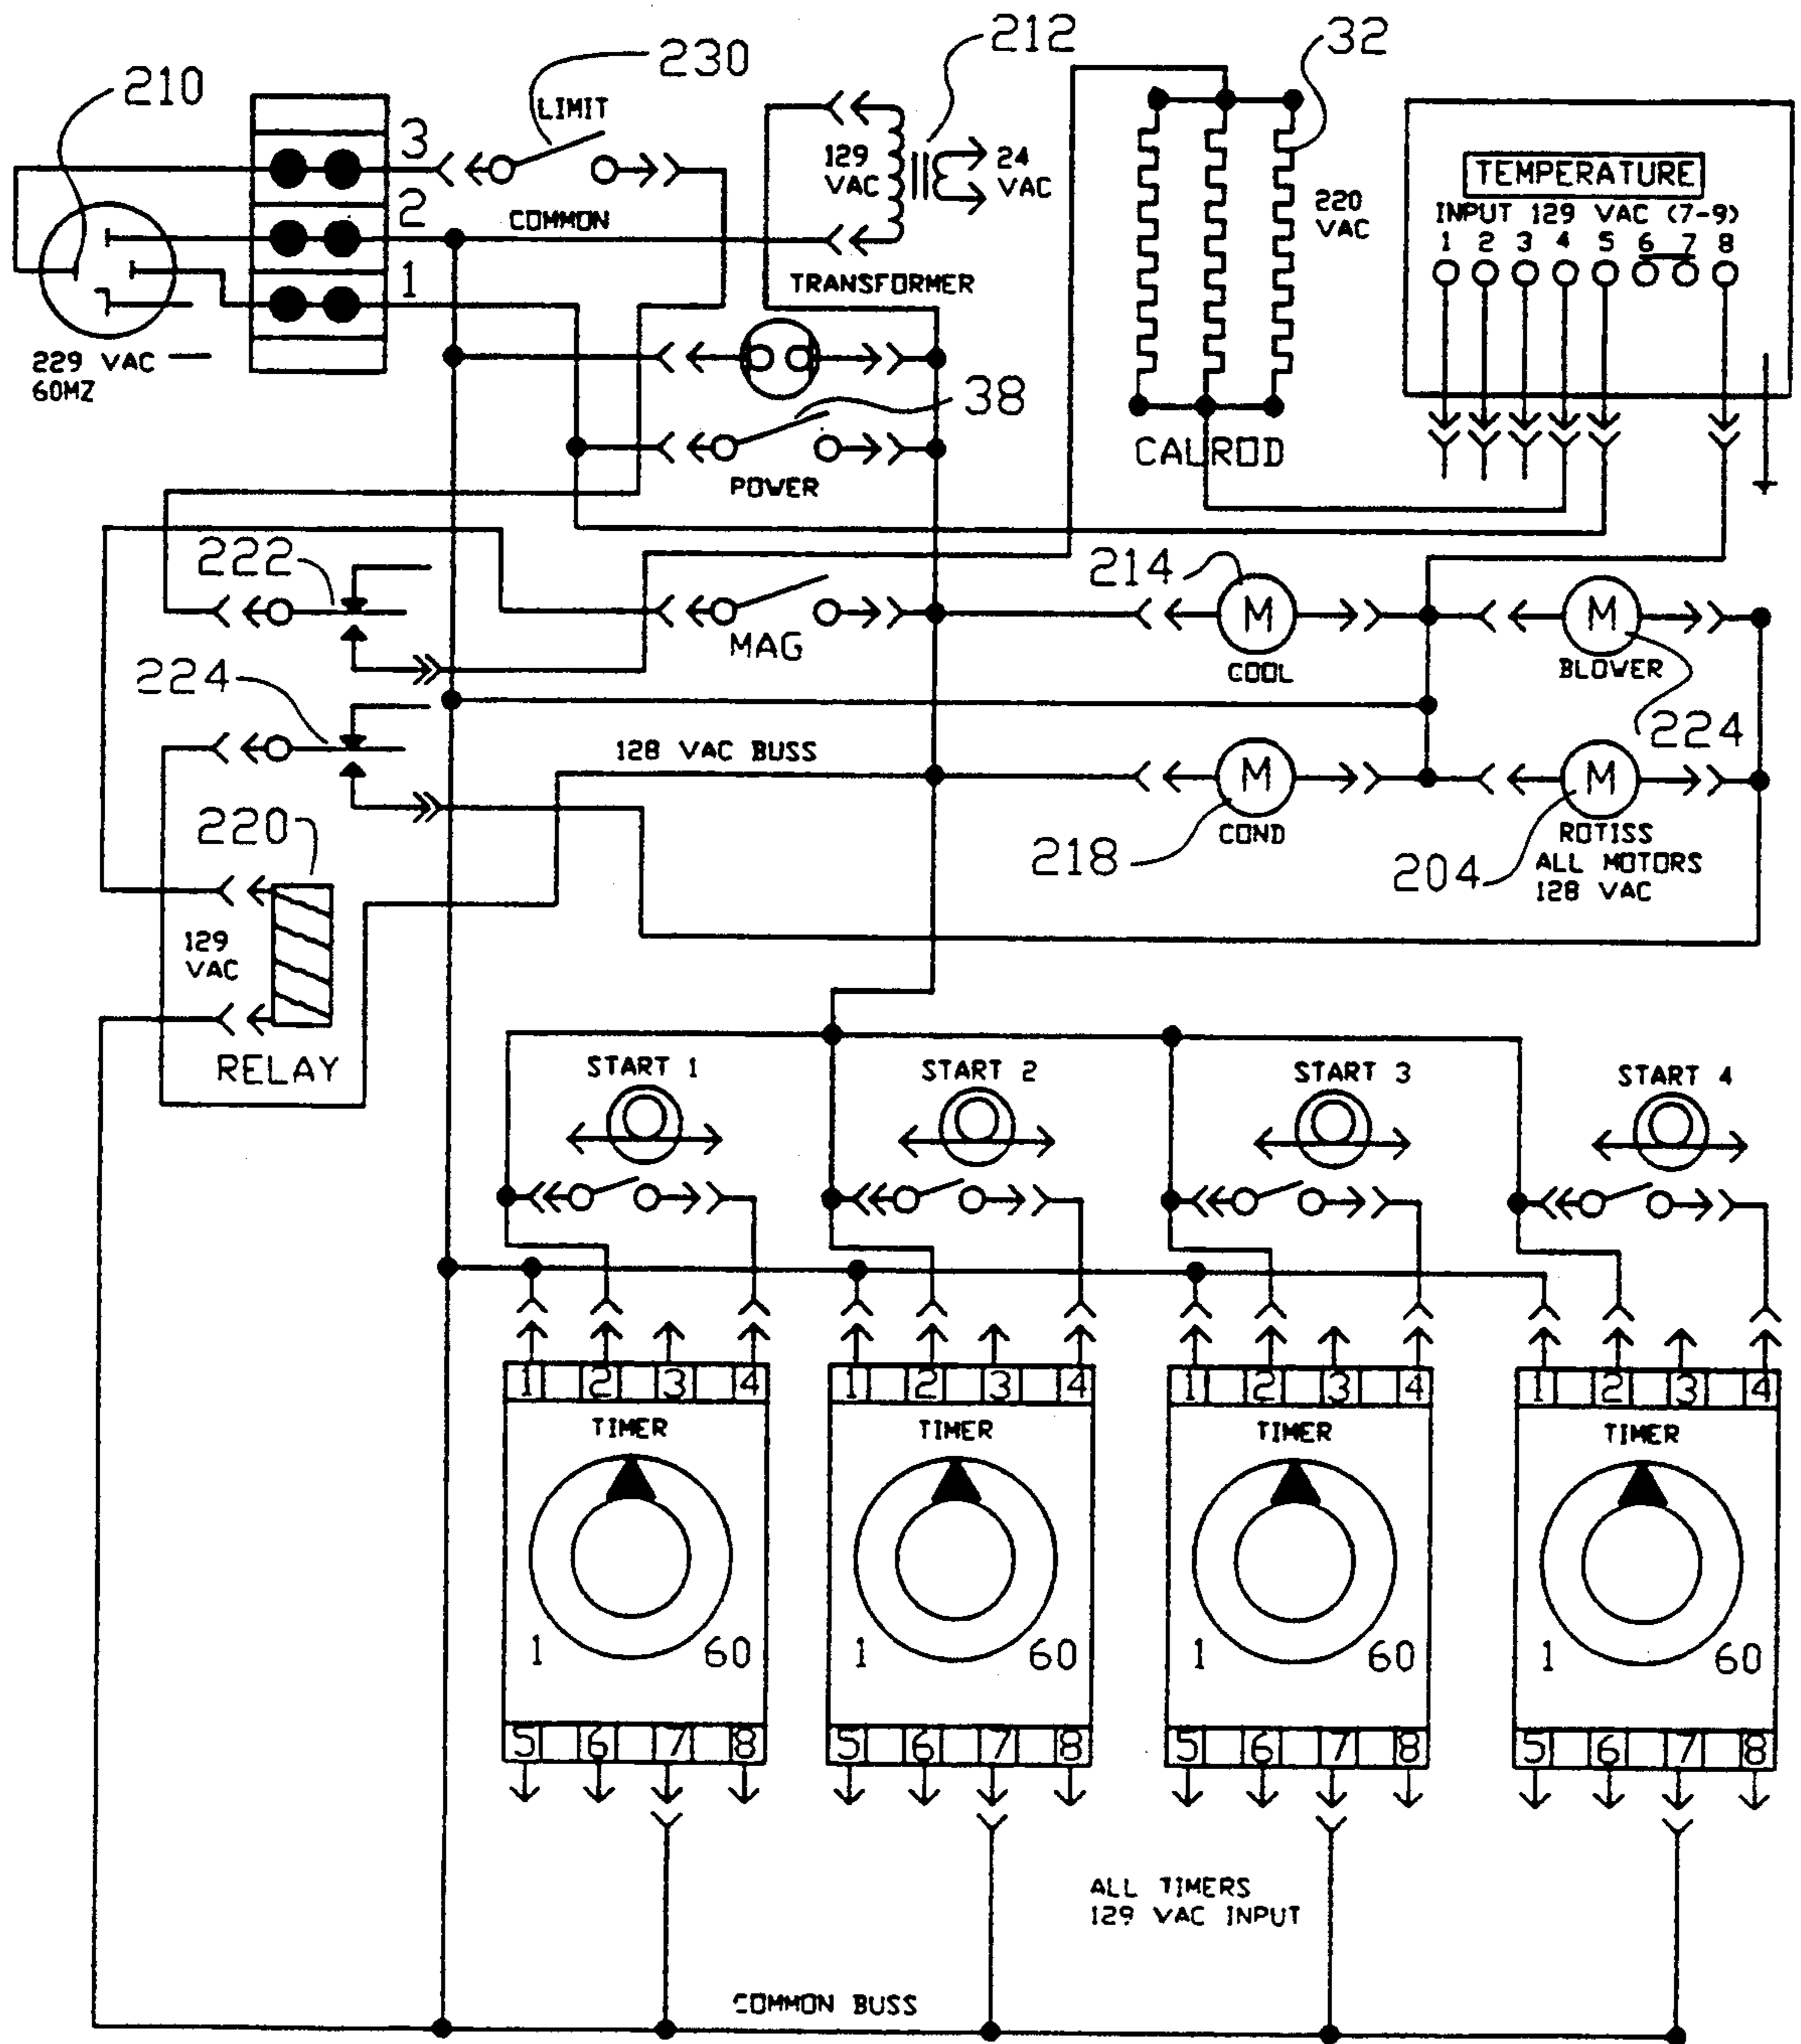 210
230
LIMIT
212
32
3
2
1
COMMON
129
VAC
24
VAC
TRANSFORMER
220
VAC
TEMPERATURE
INPUT 129 VAC (7-9)
1 2 3 4 5 6 7 8
229 VAC
60MZ
38
POWER
CALROD
222
MAG
214
M
COOL
M
BLOWER
224
224
128 VAC BUSS
M
COND
218
M
ROTISS
ALL MOTORS
128 VAC
204
220
129
VAC
RELAY
START 1
START 2
START 3
START 4
1 2 3 4
1 2 3 4
1 2 3 4
1 2 3 4
TIMER
TIMER
TIMER
TIMER
1 60
1 60
1 60
1 60
5 6 7 8
5 6 7 8
5 6 7 8
5 6 7 8
ALL TIMERS
129 VAC INPUT
COMMON BUSS